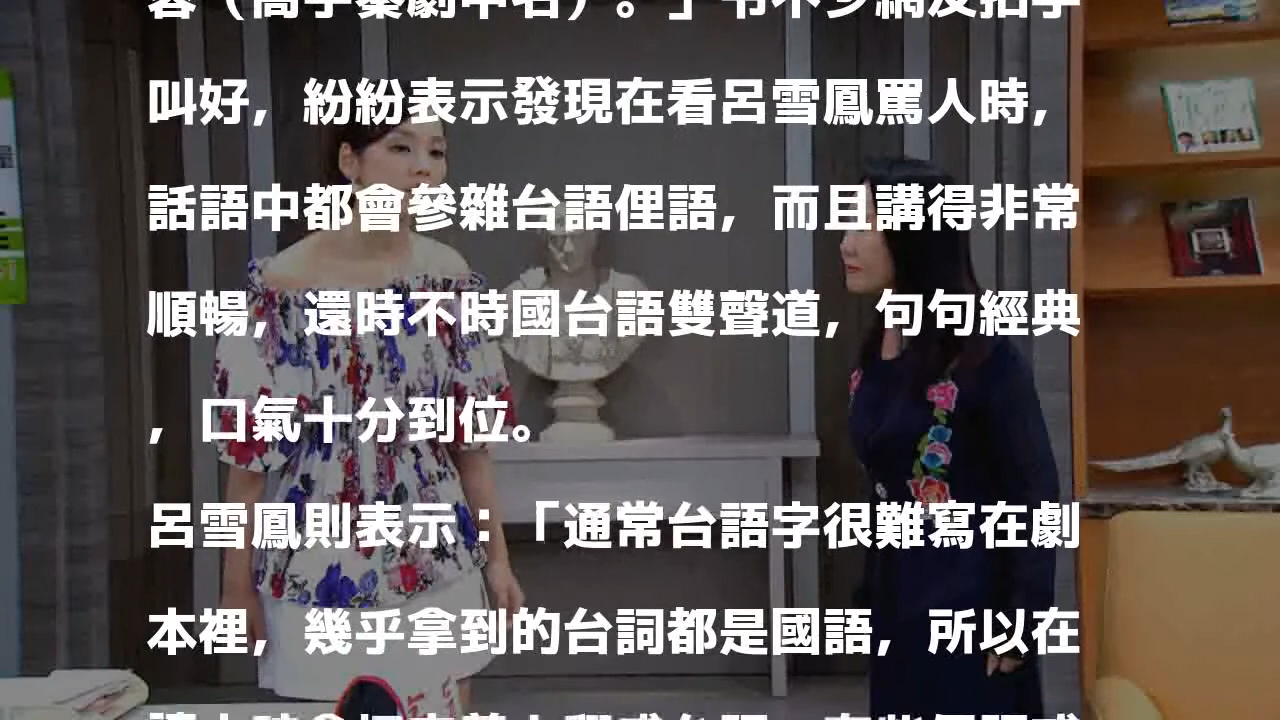 叫好，紛紛表示發現在看呂雪鳳罵人時，
話語中都會參雜台語俚語，而且講得非常
順暢，還時不時國台語雙聲道，句句經典
，口氣十分到位。
呂雪鳳則表示：「通常台語字很難寫在劇
本裡，幾乎拿到的台詞都是國語，所以在